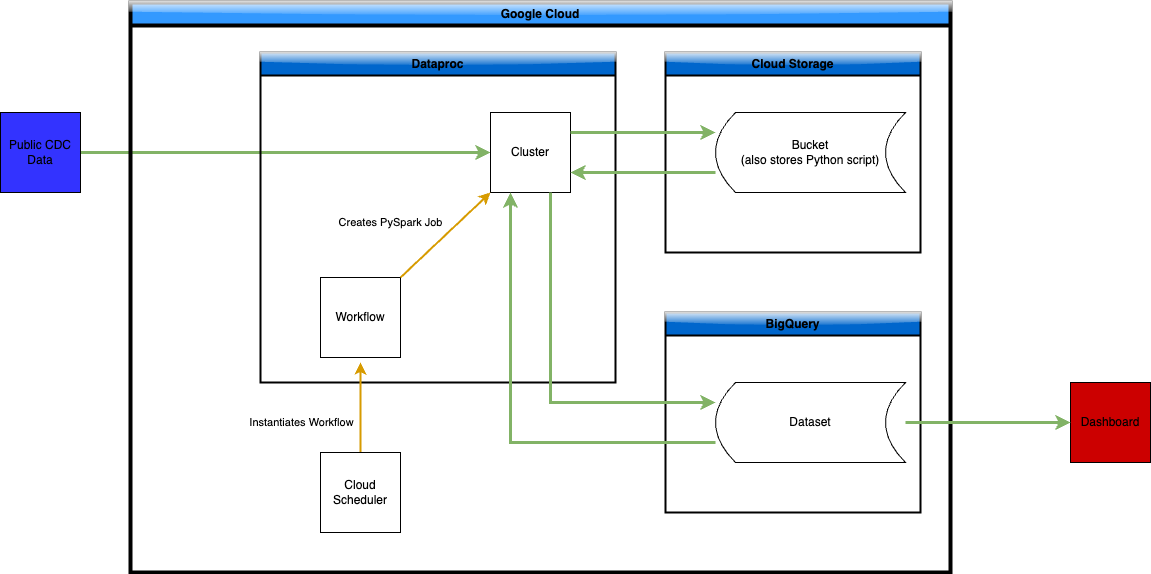 Google Cloud
Dataproc
Cloud Storage
Public CDC
Data
Cluster
Bucket
(also stores Python script)
Creates PySpark Job
Workflow
BigQuery
Instantiates Workflow
Dataset
Dashboard
Cloud
Scheduler